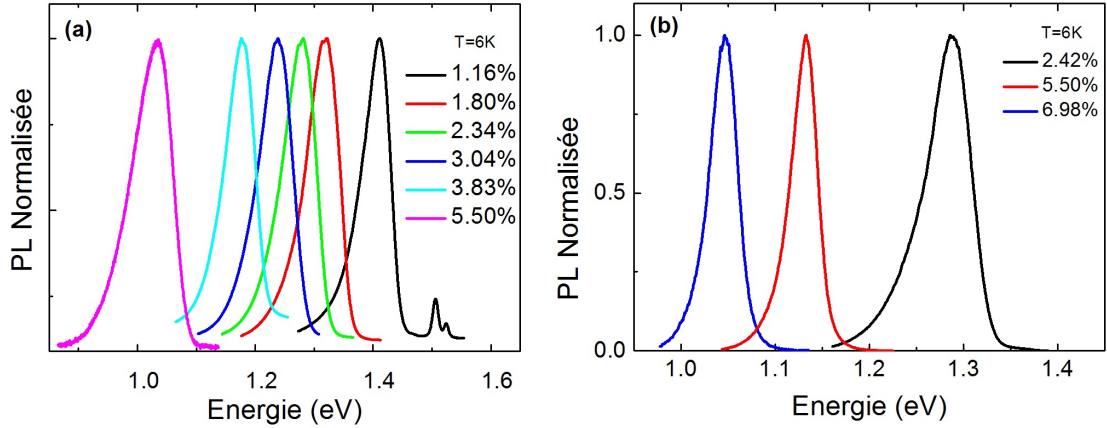 (a)
T=6K
1.16%
1.80%
2.34%
3.04%
3.83%
5.50%
PL Normalisée
1.0
1.2
1.4
1.6
Energie (eV)
(b)
T=6K
2.42%
5.50%
6.98%
1.0
0.5
0.0
PL Normalisée
1.0
1.1
1.2
1.3
1.4
Energie (eV)